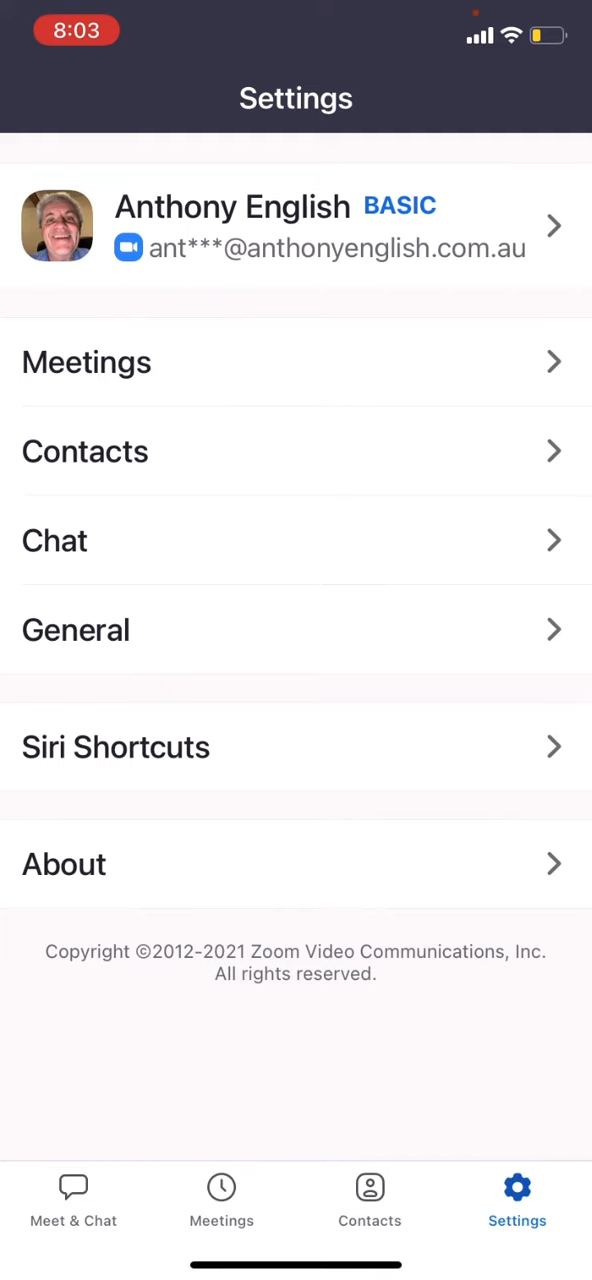 8:03
Settings
Anthony English BASIC
ant***@anthonyenglish.com.au
Meetings
Contacts
Chat
General
Siri Shortcuts
About
Copyright ©2012-2021 Zoom Video Communications, Inc.
All rights reserved.
Meet & Chat Meetings Contacts Settings